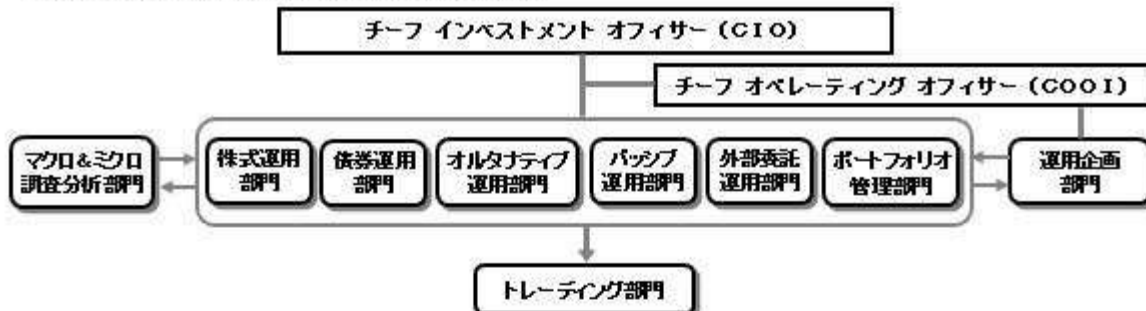 チーフ インベストメント オフィサー (CIO)
チーフ オペレーティング オフィサー (COOI)
マクロ&ミクロ
調査分析部門
株式運用
部門
債券運用
部門
オルタナティブ
運用部門
パッシブ
運用部門
外部委託
運用部門
ポートフォリオ
管理部門
運用企画
部門
トレーディング部門